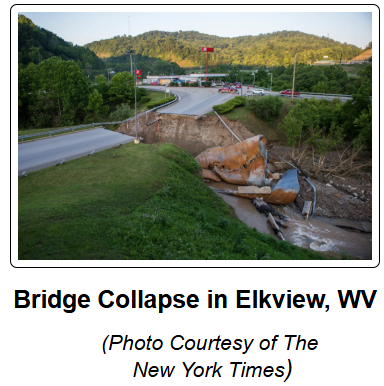 Bridge Collapse in Elkview, WV
(Photo Courtesy of The
New York Times)